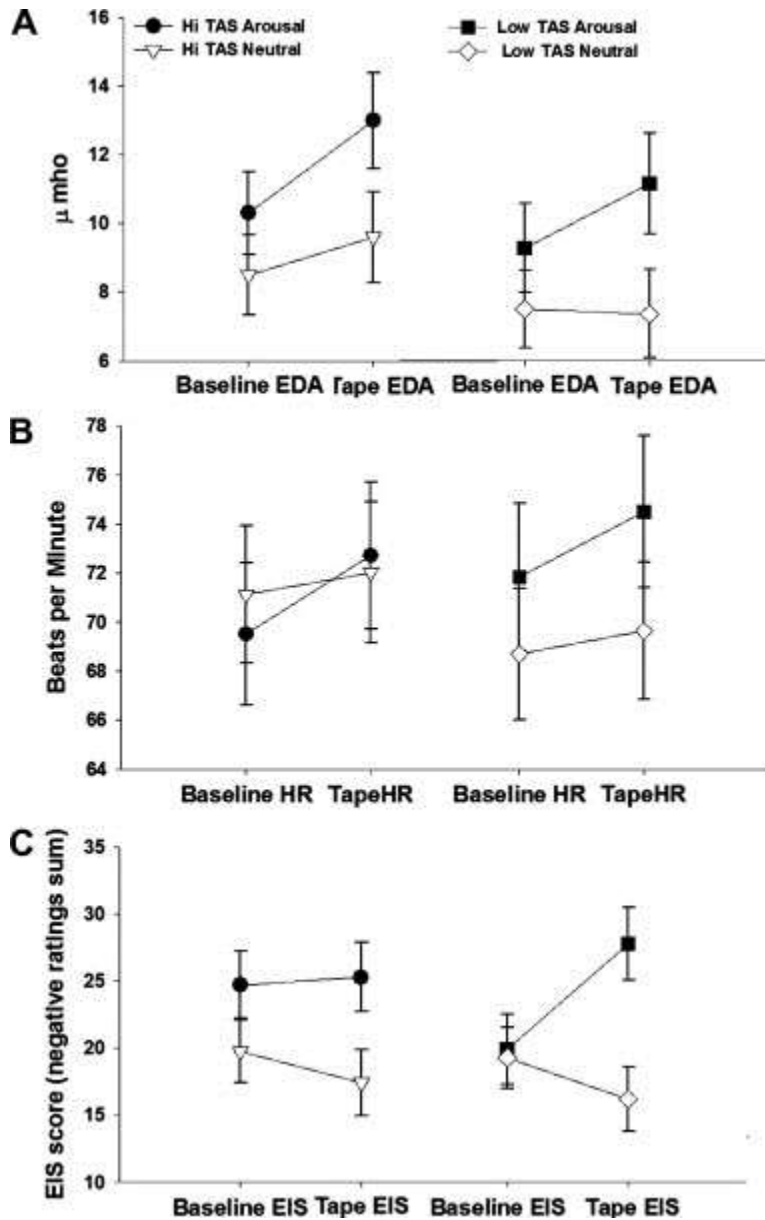 A
16
Hi TAS Arousal
Low TAS Arousal
Hi TAS Neutral
Low TAS Neutral
14
12
10
8
6
μ mho
Baseline EDA
Tape EDA
Baseline EDA
Tape EDA
B
78
76
74
72
70
68
66
64
Beats per Minute
Baseline HR
TapeHR
Baseline HR
TapeHR
C
35
30
25
20
15
10
EIS score (negative ratings sum)
Baseline EIS
Tape EIS
Baseline EIS
Tape EIS